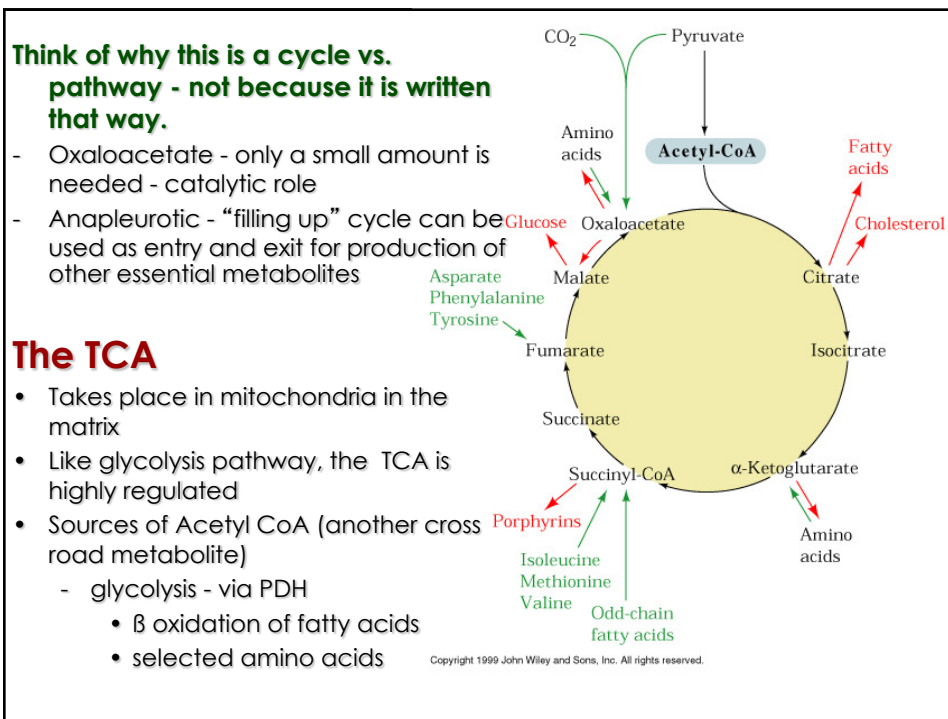 Think of why this is a cycle vs.
pathway - not because it is written
that way.
- Oxaloacetate - only a small amount is
needed - catalytic role
- Anapleurotic - “filling up” cycle can be
used as entry and exit for production of
other essential metabolites
The TCA
• Takes place in mitochondria in the
matrix
• Like glycolysis pathway, the TCA is
highly regulated
• Sources of Acetyl CoA (another cross
road metabolite)
- glycolysis - via PDH
• ß oxidation of fatty acids
• selected amino acids
CO₂
Pyruvate
Amino
acids
Acetyl-CoA
Fatty
acids
Glucose
Oxaloacetate
Cholesterol
Asparate
Phenylalanine
Tyrosine
Malate
Citrate
Fumarate
Isocitrate
Succinate
Succinyl-CoA
α-Ketoglutarate
Porphyrins
Amino
acids
Isoleucine
Methionine
Valine
Odd-chain
fatty acids
Copyright 1999 John Wiley and Sons, Inc. All rights reserved.